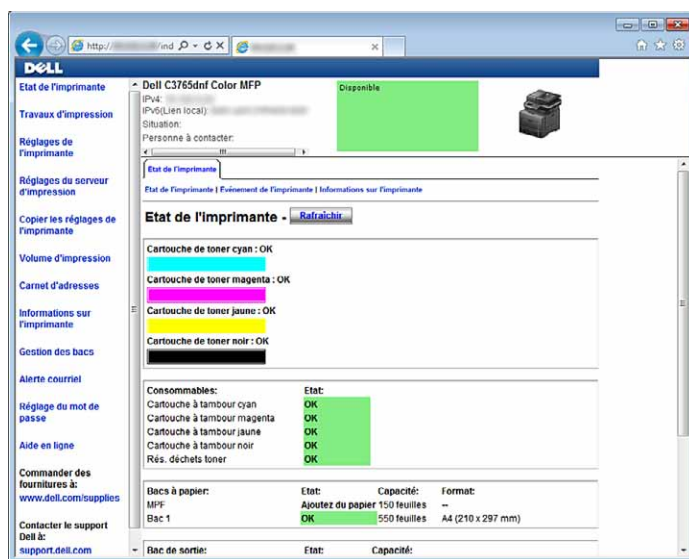 http:// /ind
DELL
Etat de l'imprimante
Travaux d'impression
Réglages de
l'imprimante
Réglages du serveur
d'impression
Copier les réglages de
l'imprimante
Volume d'impression
Carnet d'adresses
Informations sur
l'imprimante
Gestion des bacs
Alerte courriel
Réglage du mot de
passe
Aide en ligne
Commander des
fournitures à:
www.dell.com/supplies
Contacter le support
Dell à:
support.dell.com
Dell C3765dnf Color MFP
IPv4:
IPv6(Lien local):
Situation:
Personne à contacter:
Disponible
Etat de l'imprimante
Etat de l'imprimante | Evénement de l'imprimante | Informations sur l'imprimante
Etat de l'imprimante - Rafraîchir
Cartouche de toner cyan : OK
Cartouche de toner magenta : OK
Cartouche de toner jaune : OK
Cartouche de toner noir : OK
Consommables: Etat:
Cartouche à tambour cyan OK
Cartouche à tambour magenta OK
Cartouche à tambour jaune OK
Cartouche à tambour noir OK
Rés. déchets toner OK
Bacs à papier: Etat: Capacité: Format:
MPF Ajoutez du papier 150 feuilles --
Bac 1 OK 550 feuilles A4 (210 x 297 mm)
Bac de sortie: Etat: Capacité: